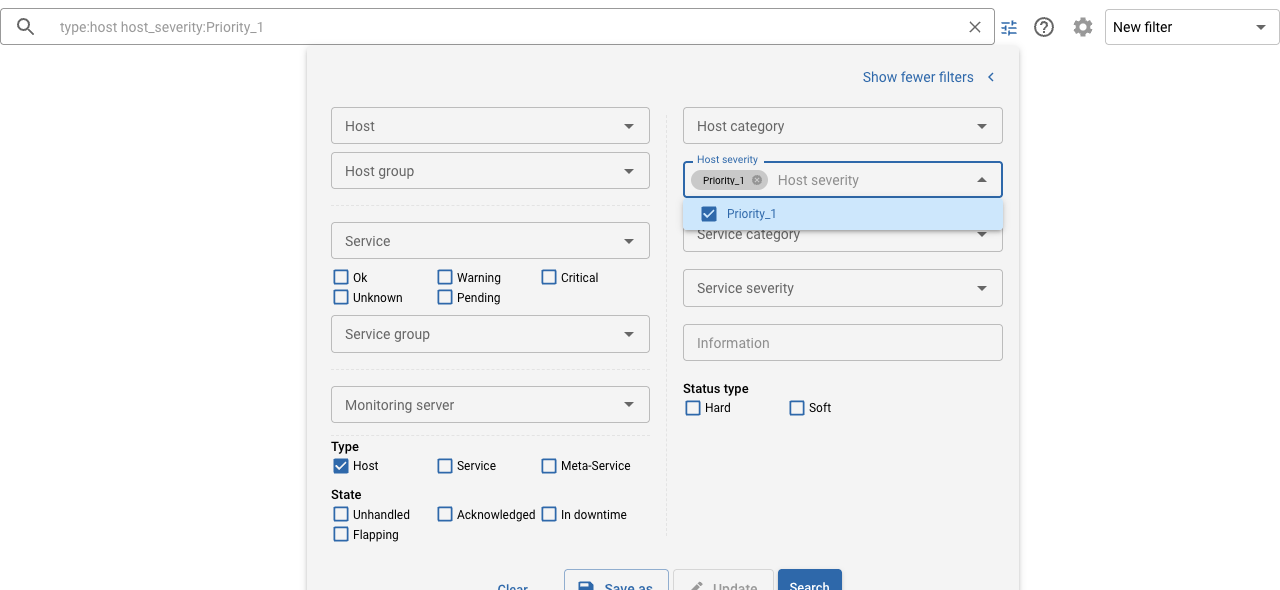 type:host host_severity:Priority_1
New filter
Show fewer filters
Host
Host group
Service
Ok
Warning
Critical
Unknown
Pending
Service group
Monitoring server
Type
Host
Service
Meta-Service
State
Unhandled
Acknowledged
In downtime
Flapping
Host category
Host severity
Priority_1
Host severity
Priority_1
Service category
Service severity
Information
Status type
Hard
Soft
Clear
Save as
Update
Search